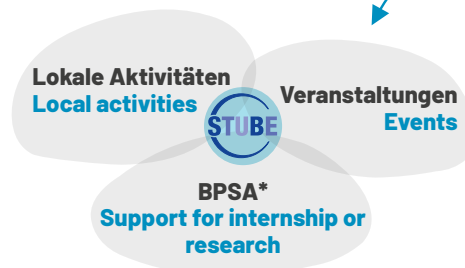 Lokale Aktivitäten
Local activities
STUBE
Veranstaltungen
Events
BPSA*
Support for internship or
research